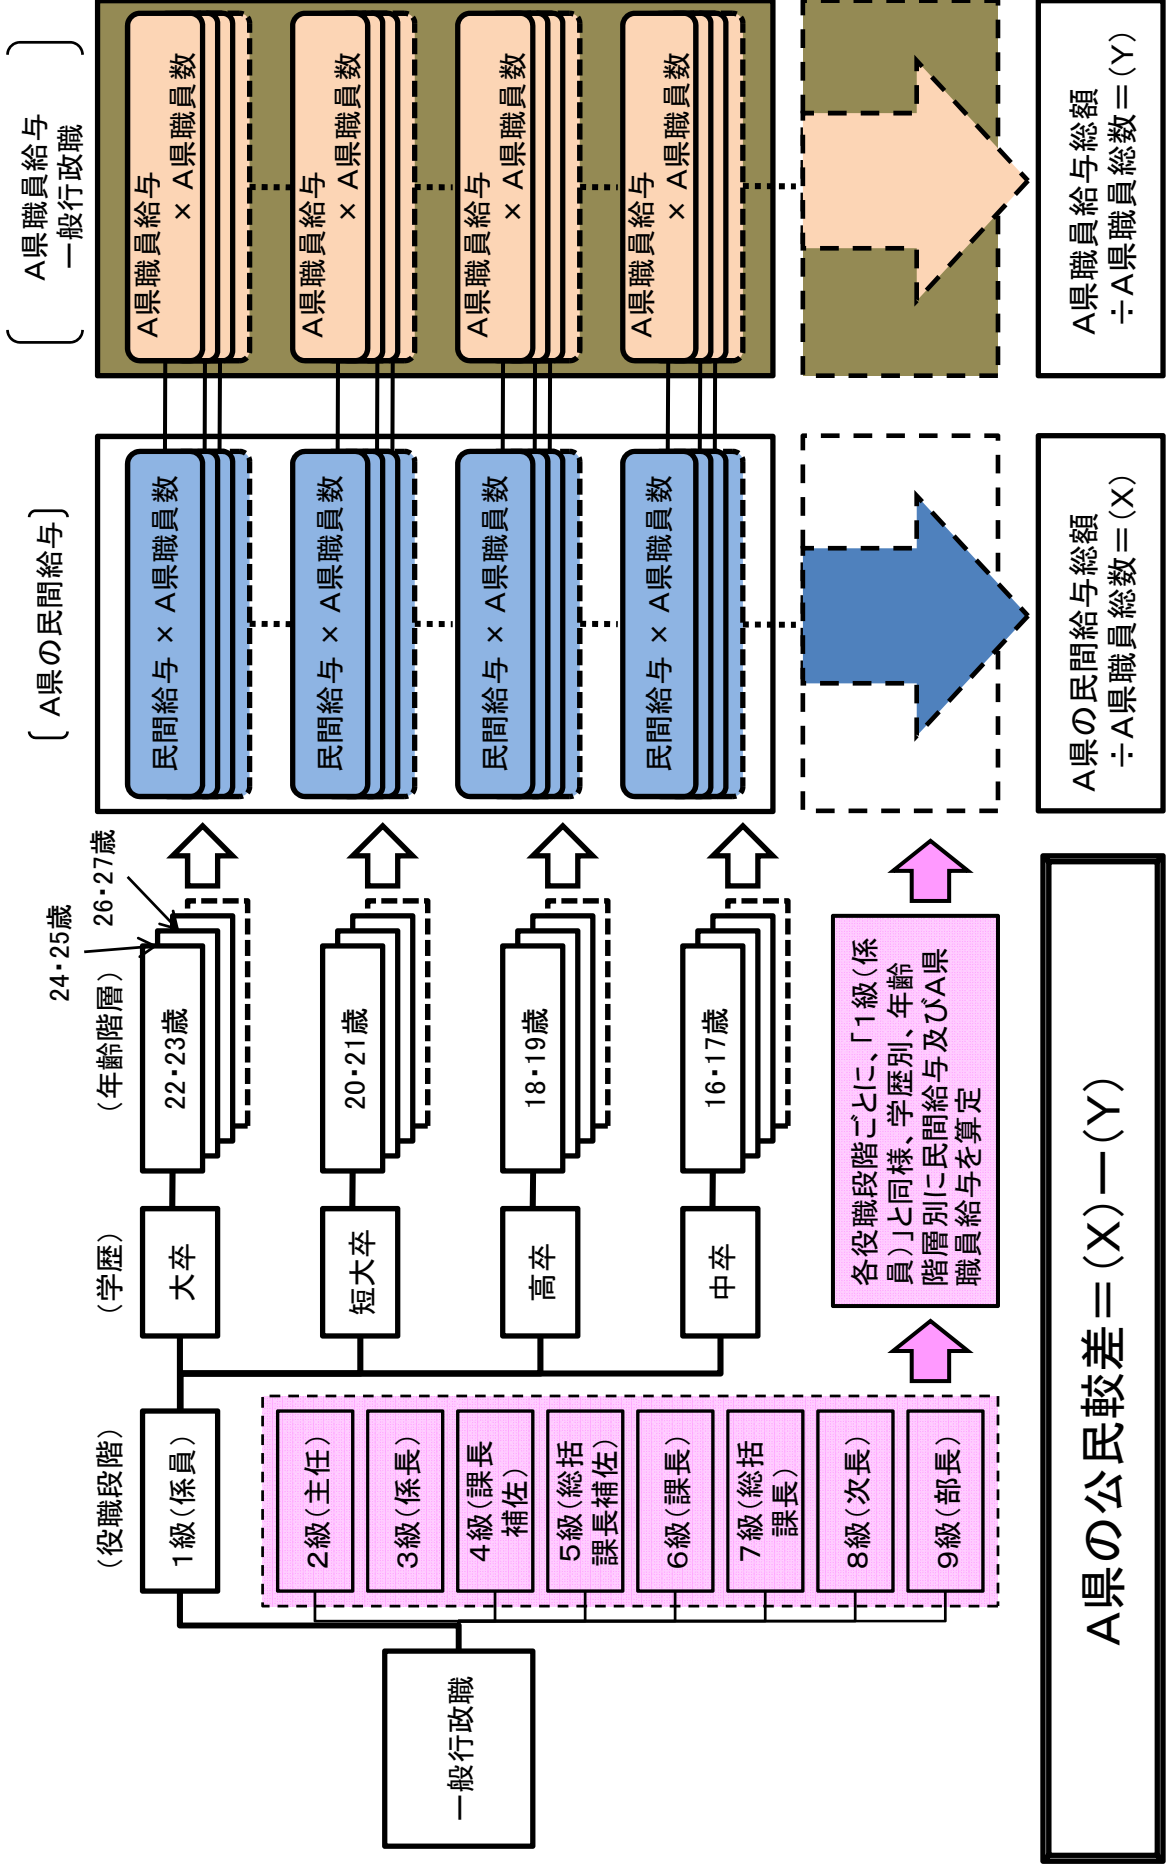 (役職段階)
(学歴)
(年齢階層)
24・25歳
26・27歳
〔A県の民間給与〕
A県職員給与
一般行政職
一般行政職
1級(係員)
2級(主任)
3級(係長)
4級(課長
補佐)
5級(総括
課長補佐)
6級(課長)
7級(総括
課長)
8級(次長)
9級(部長)
大卒
短大卒
高卒
中卒
22・23歳
20・21歳
18・19歳
16・17歳
民間給与 × A県職員数
A県職員給与
× A県職員数
民間給与 × A県職員数
A県職員給与
× A県職員数
民間給与 × A県職員数
A県職員給与
× A県職員数
民間給与 × A県職員数
A県職員給与
× A県職員数
各役職段階ごとに、「1級(係
員)」と同様、学歴別、年齢
階層別に民間給与及びA県
職員給与を算定
A県の民間給与総額
÷A県職員総数=(X)
A県職員給与総額
÷A県職員総数=(Y)
A県の公民較差=(X)-(Y)